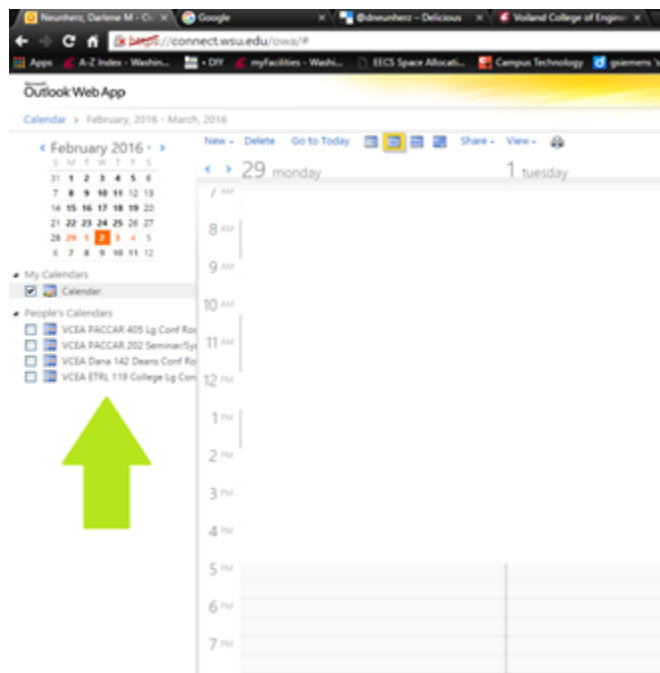 Neunherz, Darlene M - O
Google
@dneunherz – Delicious
Voiland College of Engine
https://connect.wsu.edu/owa/#
Apps
A-Z Index - Washin...
+ DIY
myfacilities - Washi...
EECS Space Allocati...
Campus Technology
gsiemens 's
Microsoft
Outlook Web App
Calendar > February, 2016 - March, 2016
February 2016
New
Delete
Go to Today
Share
View
S M T W T F S
31 1 2 3 4 5 6
7 8 9 10 11 12 13
14 15 16 17 18 19 20
21 22 23 24 25 26 27
28 29 1 2 3 4 5
6 7 8 9 10 11 12
My Calendars
Calendar
People's Calendars
VCEA PACCAR 405 Lg Conf Roo
VCEA PACCAR 202 Seminar/Syn
VCEA Dana 142 Deans Conf Ro
VCEA ETRL 119 College Lg Con
29 monday
1 tuesday
7 AM
8 AM
9 AM
10 AM
11 AM
12 PM
1 PM
2 PM
3 PM
4 PM
5 PM
6 PM
7 PM